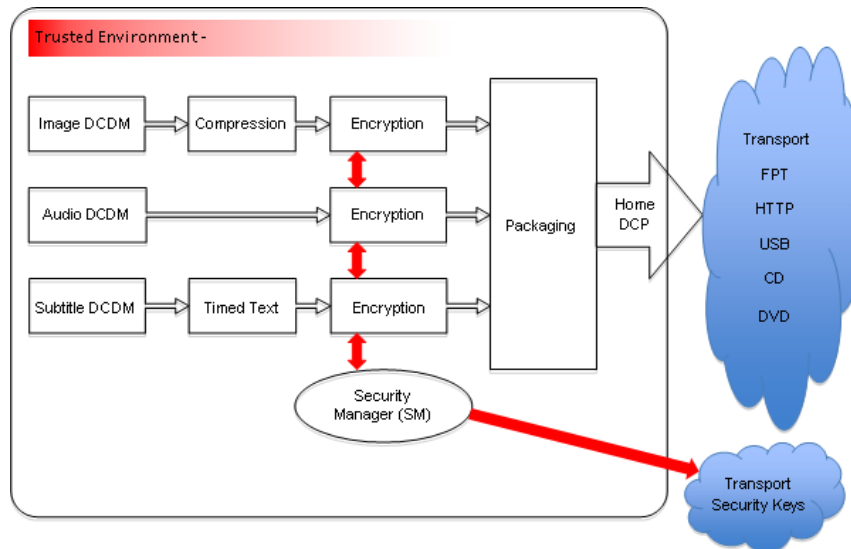 Trusted Environment -
Image DCDM
Compression
Encryption
Audio DCDM
Encryption
Subtitle DCDM
Timed Text
Encryption
Security
Manager (SM)
Packaging
Home
DCP
Transport
FPT
HTTP
USB
CD
DVD
Transport
Security Keys